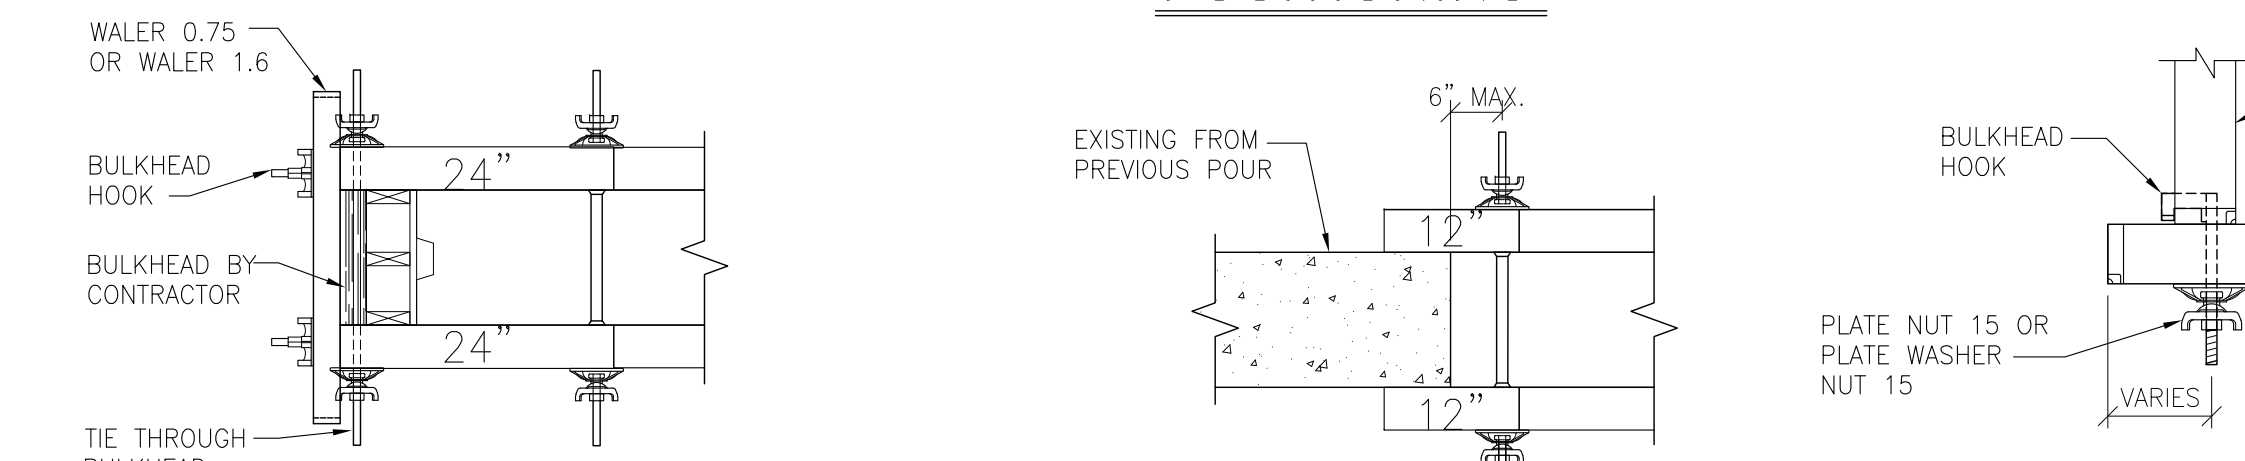 WALER 0.75
OR WALER 1.6
BULKHEAD
HOOK
BULKHEAD BY
CONTRACTOR
TIE THROUGH
BULKHEAD
24"
24"
6" MAX.
EXISTING FROM
PREVIOUS POUR
12"
12"
BULKHEAD
HOOK
PLATE NUT 15 OR
PLATE WASHER
NUT 15
VARIES